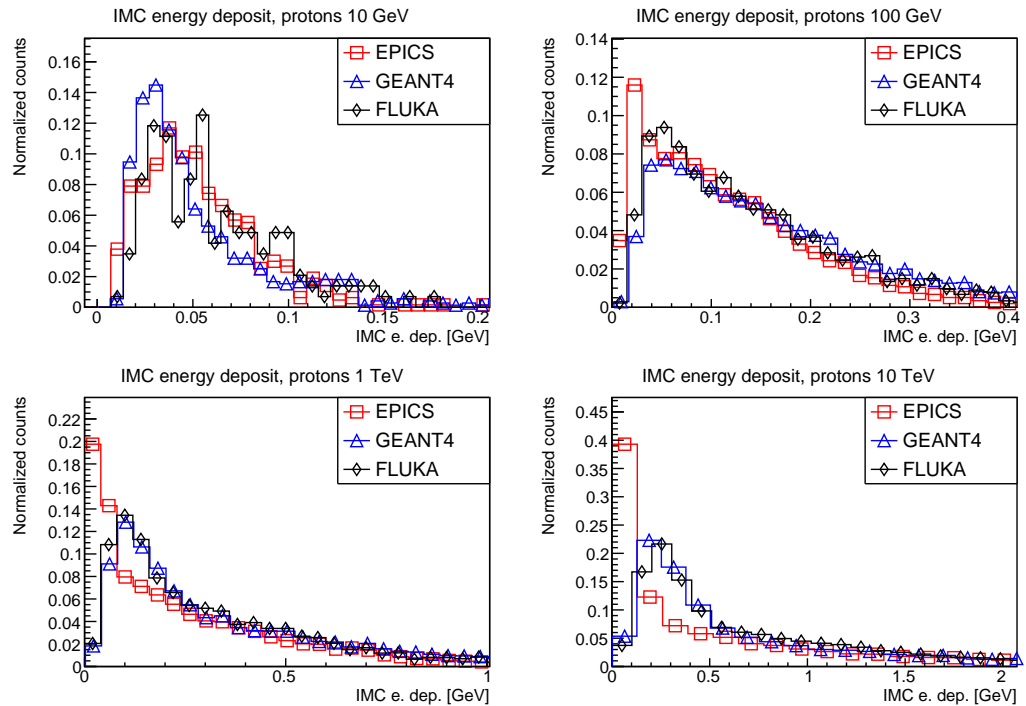 IMC energy deposit, protons 10 GeV
Normalized counts
0.16
0.14
0.12
0.1
0.08
0.06
0.04
0.02
0
EPICS
GEANT4
FLUKA
0 0.05 0.1 0.15 0.2
IMC e. dep. [GeV]
IMC energy deposit, protons 100 GeV
Normalized counts
0.14
0.12
0.1
0.08
0.06
0.04
0.02
0
EPICS
GEANT4
FLUKA
0 0.1 0.2 0.3 0.4
IMC e. dep. [GeV]
IMC energy deposit, protons 1 TeV
Normalized counts
0.22
0.2
0.18
0.16
0.14
0.12
0.1
0.08
0.06
0.04
0.02
0
EPICS
GEANT4
FLUKA
0 0.5 1
IMC e. dep. [GeV]
IMC energy deposit, protons 10 TeV
Normalized counts
0.45
0.4
0.35
0.3
0.25
0.2
0.15
0.1
0.05
0
EPICS
GEANT4
FLUKA
0 0.5 1 1.5 2
IMC e. dep. [GeV]